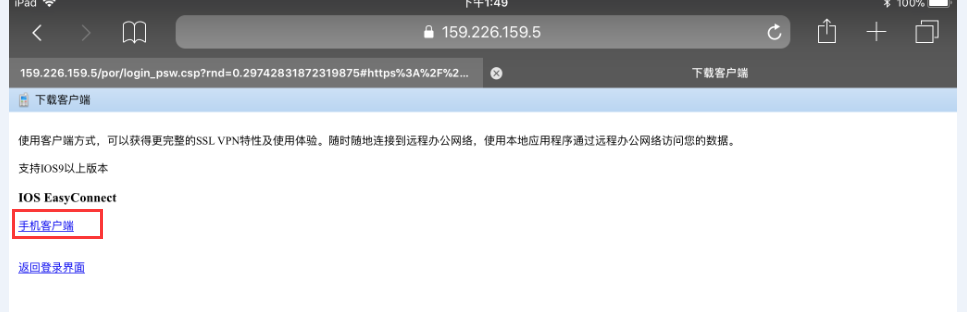 iPad 下午1:49 100%
159.226.159.5
159.226.159.5/por/login_psw.csp?rnd=0.29742831872319875#https%3A%2F%2... 下载客户端
下载客户端
使用客户端方式，可以获得更完整的SSL VPN特性及使用体验。随时随地连接到远程办公网络，使用本地应用程序通过远程办公网络访问您的数据。
支持IOS9以上版本
IOS EasyConnect
手机客户端
返回登录界面